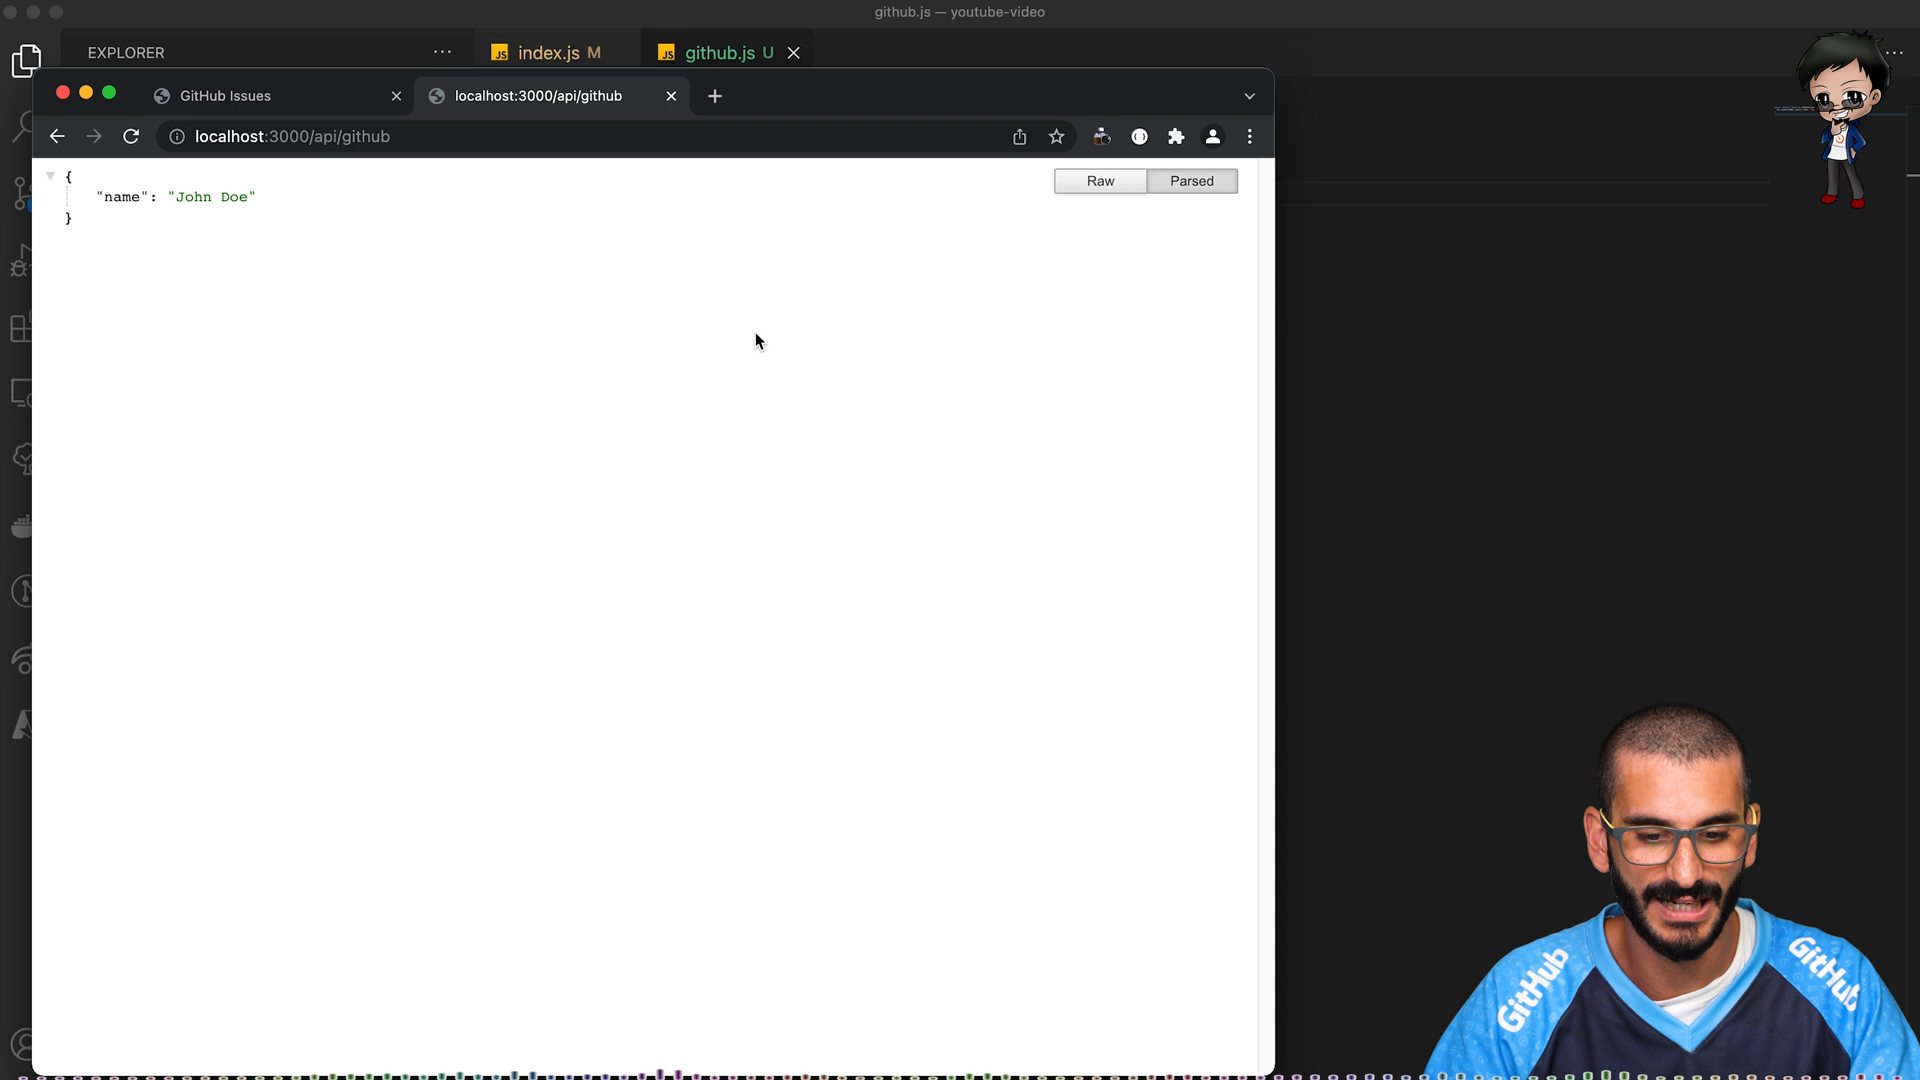 github.js — youtube-video
EXPLORER
index.js M
github.js U
GitHub Issues
localhost:3000/api/github
localhost:3000/api/github
{
"name": "John Doe"
}
Raw
Parsed
GitHub
GitHub